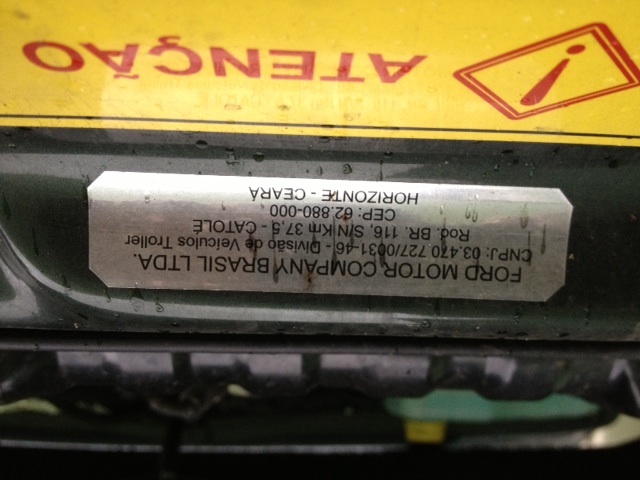 ATENÇÃO
FORD MOTOR COMPANY BRASIL LTDA.
CNPJ: 03.470.727/0031-46 - Divisão de Veículos Troller
Rod. BR. 116, S/N Km 37,5 - CATOLÉ
CEP: 62.880-000
HORIZONTE - CEARÁ